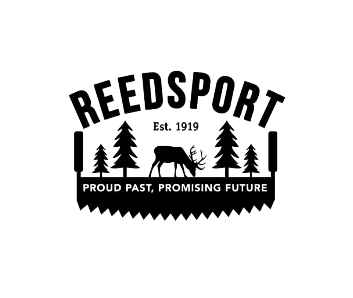 REEDSPORT
Est. 1919
PROUD PAST, PROMISING FUTURE